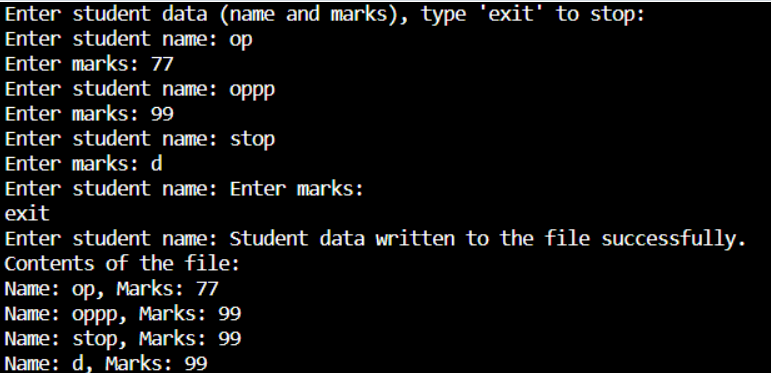 Enter student data (name and marks), type 'exit' to stop:
Enter student name: op
Enter marks: 77
Enter student name: oppp
Enter marks: 99
Enter student name: stop
Enter marks: d
Enter student name: Enter marks:
exit
Enter student name: Student data written to the file successfully.
Contents of the file:
Name: op, Marks: 77
Name: oppp, Marks: 99
Name: stop, Marks: 99
Name: d, Marks: 99